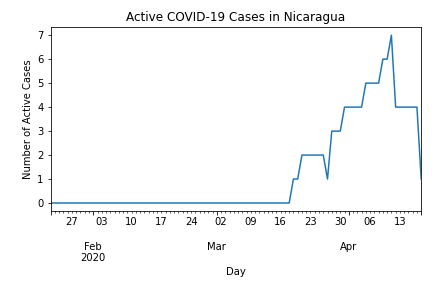 Active COVID-19 Cases in Nicaragua
Number of Active Cases
7
6
5
4
3
2
1
0
27 03 10 17 24 02 09 16 23 30 06 13
Feb Mar Apr
2020
Day